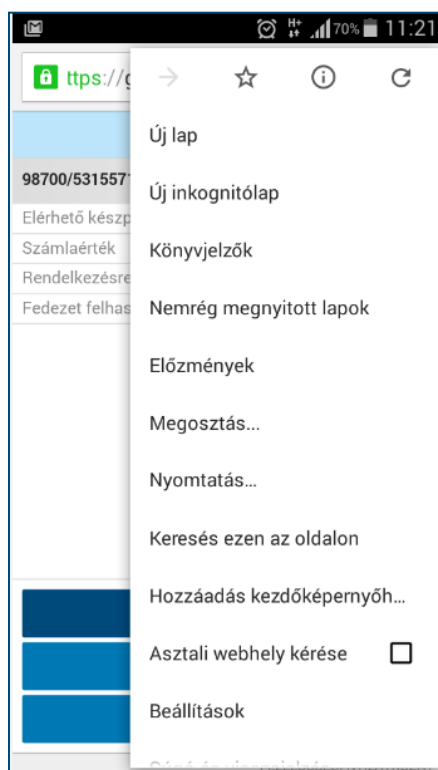 H+ 70% 11:21
ttps://g
Új lap
98700/5315571
Új inkognitólap
Elérhető készp
Számlaérték
Könyvjelzők
Rendelkezésre
Fedezet felhas
Nemrég megnyitott lapok
Előzmények
Megosztás...
Nyomtatás...
Keresés ezen az oldalon
Hozzáadás kezdőképernyőh...
Asztali webhely kérése
Beállítások